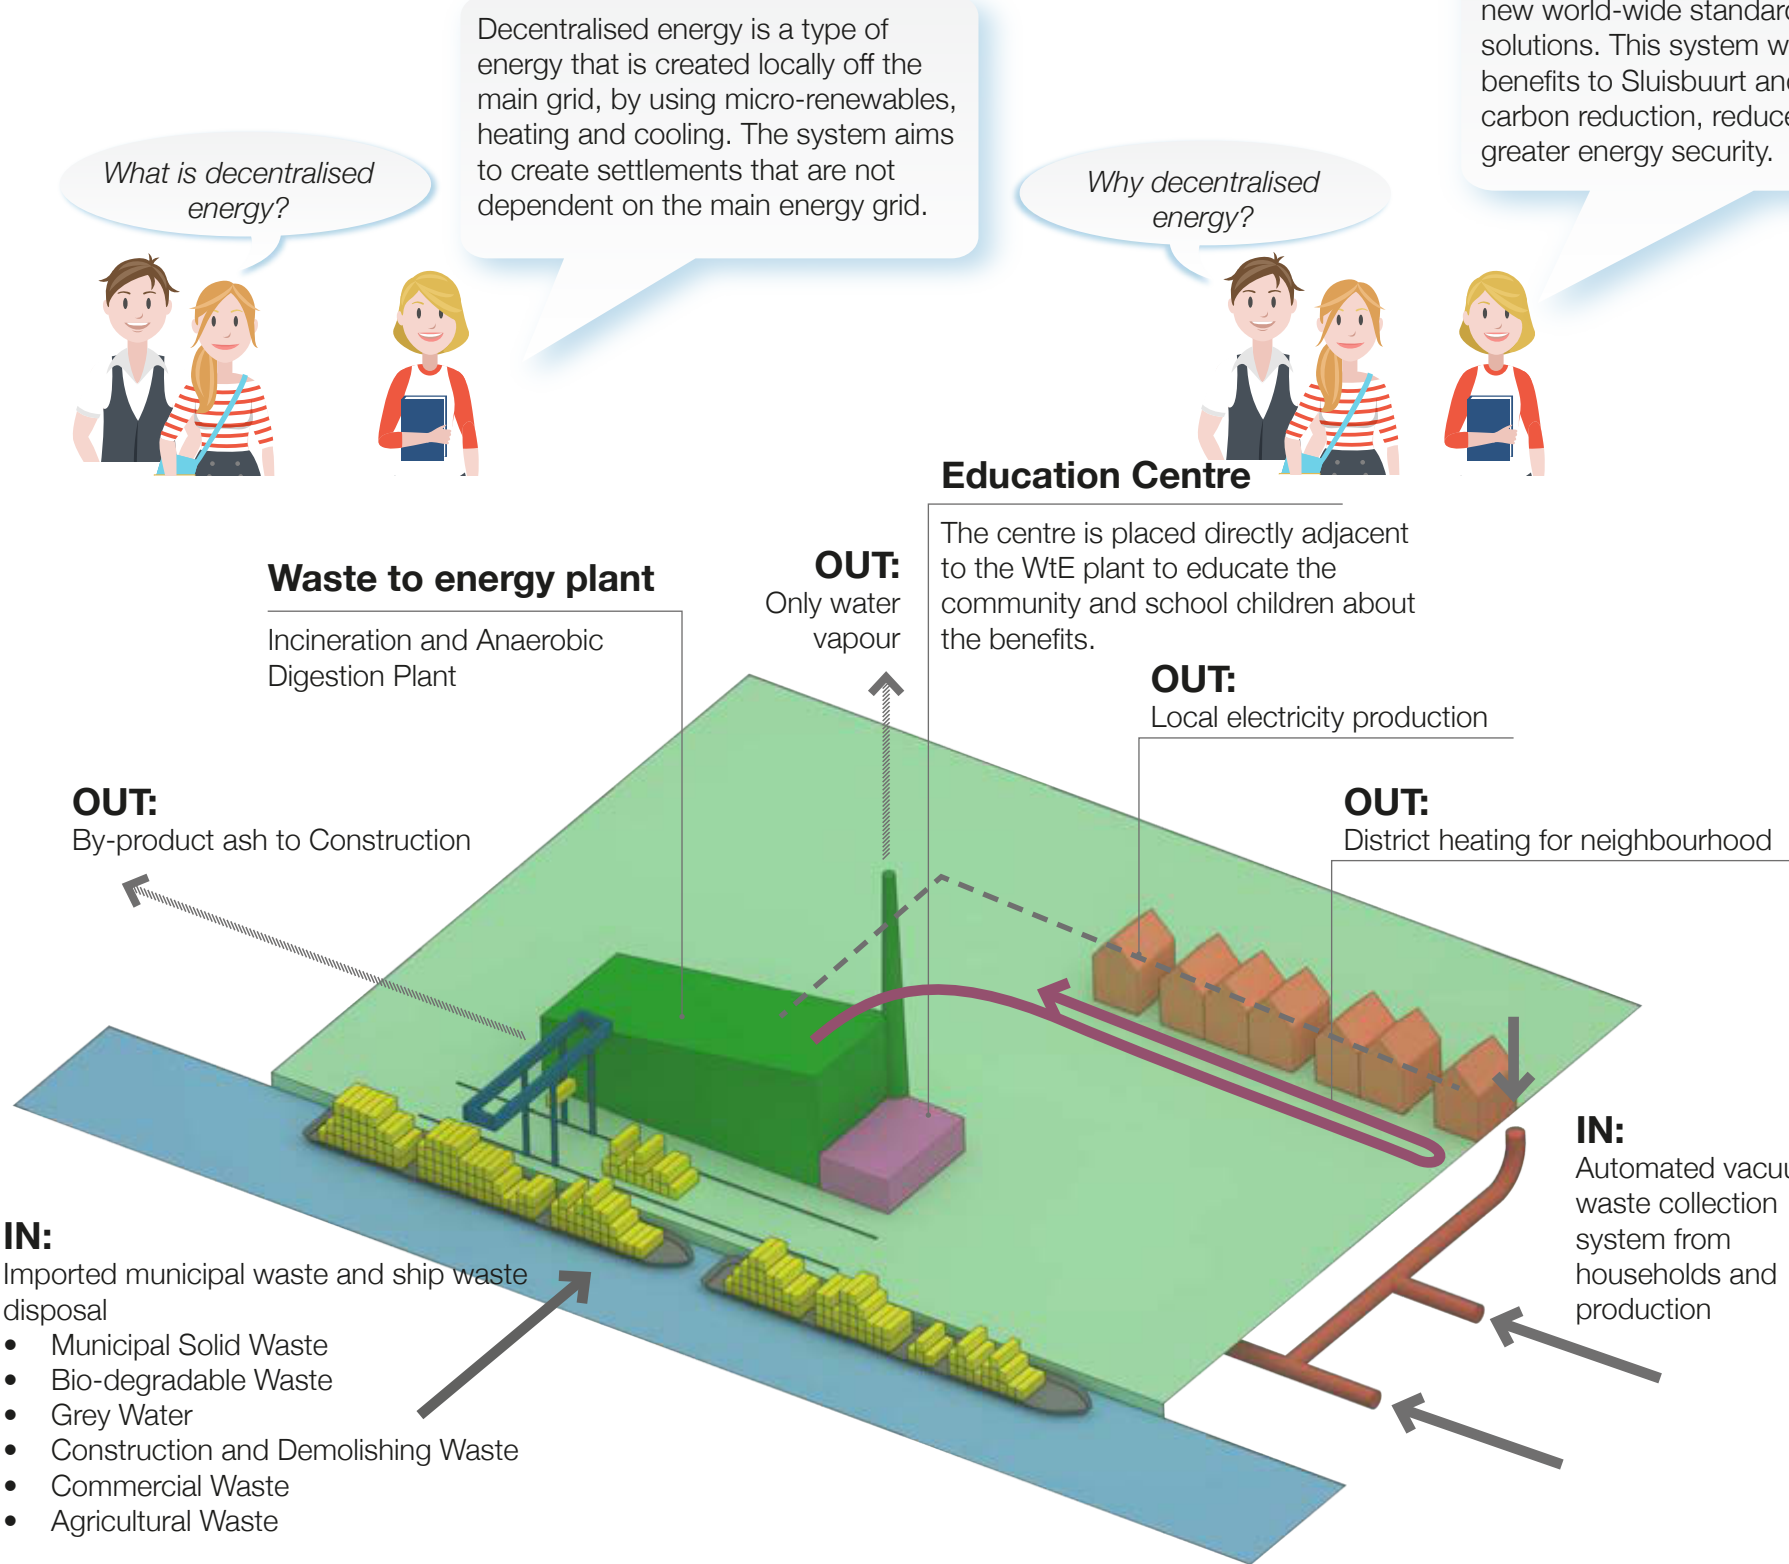 Decentralised energy is a type of
energy that is created locally off the
main grid, by using micro-renewables,
heating and cooling. The system aims
to create settlements that are not
dependent on the main energy grid.
What is decentralised
energy?
new world-wide
solutions. This system
benefits to Sluisbuurt
carbon reduction,
greater energy security.
Why decentralised
energy?
Education Centre
The centre is placed directly adjacent
to the WtE plant to educate the
community and school children about
the benefits.
Waste to energy plant
Incineration and Anaerobic
Digestion Plant
OUT:
Only water
vapour
OUT:
Local electricity production
OUT:
By-product ash to Construction
OUT:
District heating for neighbourhood
IN:
Automated
waste collection
system from
households and
production
IN:
Imported municipal waste and ship waste
disposal
• Municipal Solid Waste
• Bio-degradable Waste
• Grey Water
• Construction and Demolishing Waste
• Commercial Waste
• Agricultural Waste